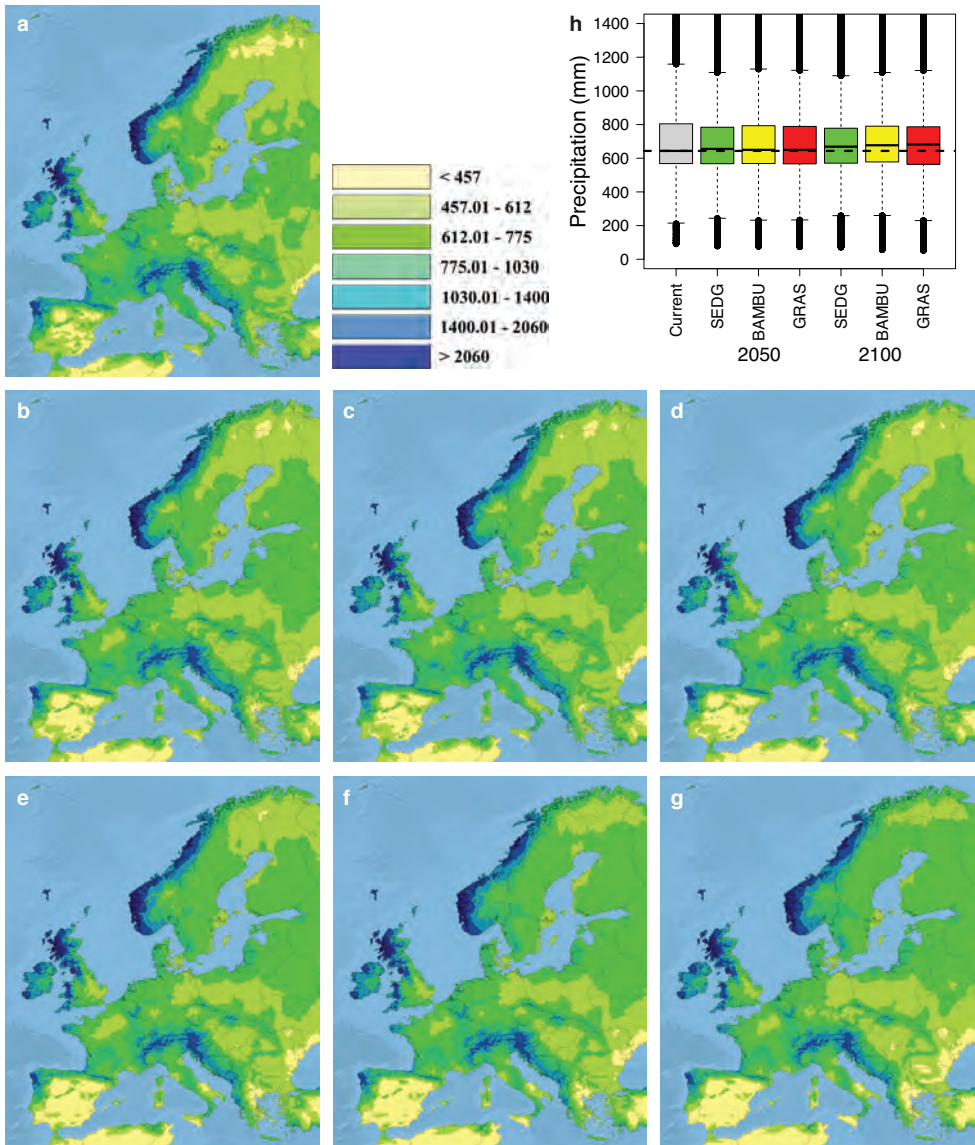 a
< 457
457.01 - 612
612.01 - 775
775.01 - 1030
1030.01 - 1400
1400.01 - 2060
> 2060
h
Precipitation (mm)
1400
1200
1000
800
600
400
200
0
Current
SEDG
BAMBU
GRAS
SEDG
BAMBU
GRAS
2050
2100
b
c
d
e
f
g